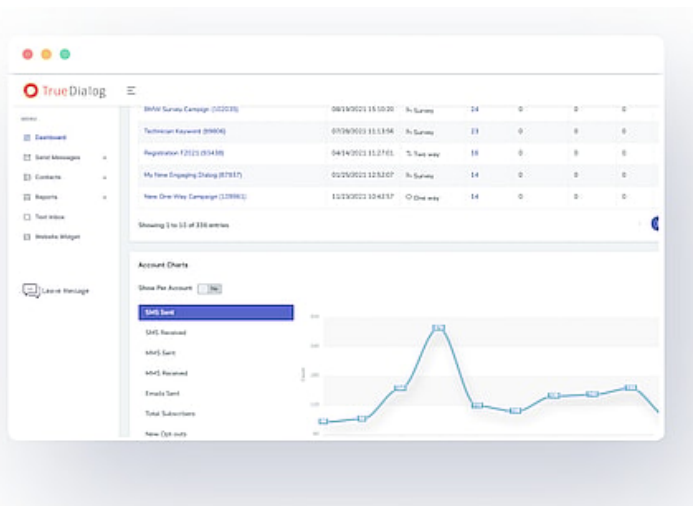 TrueDialog
MENU
Dashboard
Send Messages
Contacts
Reports
Text Inbox
Website Widget
Leave Message
BMW Survey Campaign (102035) 08/19/2021 15:10:20 Survey 24 0 0 0
Technician Keyword 07/28/2021 11:13:56 Survey 23 0 0 0
Registration F2021 (93438) 04/14/2021 11:27:01 Two way 16 0 0 0
My New Engaging Dialog (87937) 01/25/2021 12:52:07 Survey 14 0 0 0
New One Way Campaign 11/23/2021 10:42:57 One way 14 0 0 0
Showing 1 to 10 of 336 entries
Account Charts
Show Per Account No
SMS Sent
SMS Received
MMS Sent
MMS Received
Emails Sent
Total Subscribers
New Opt-outs
Count